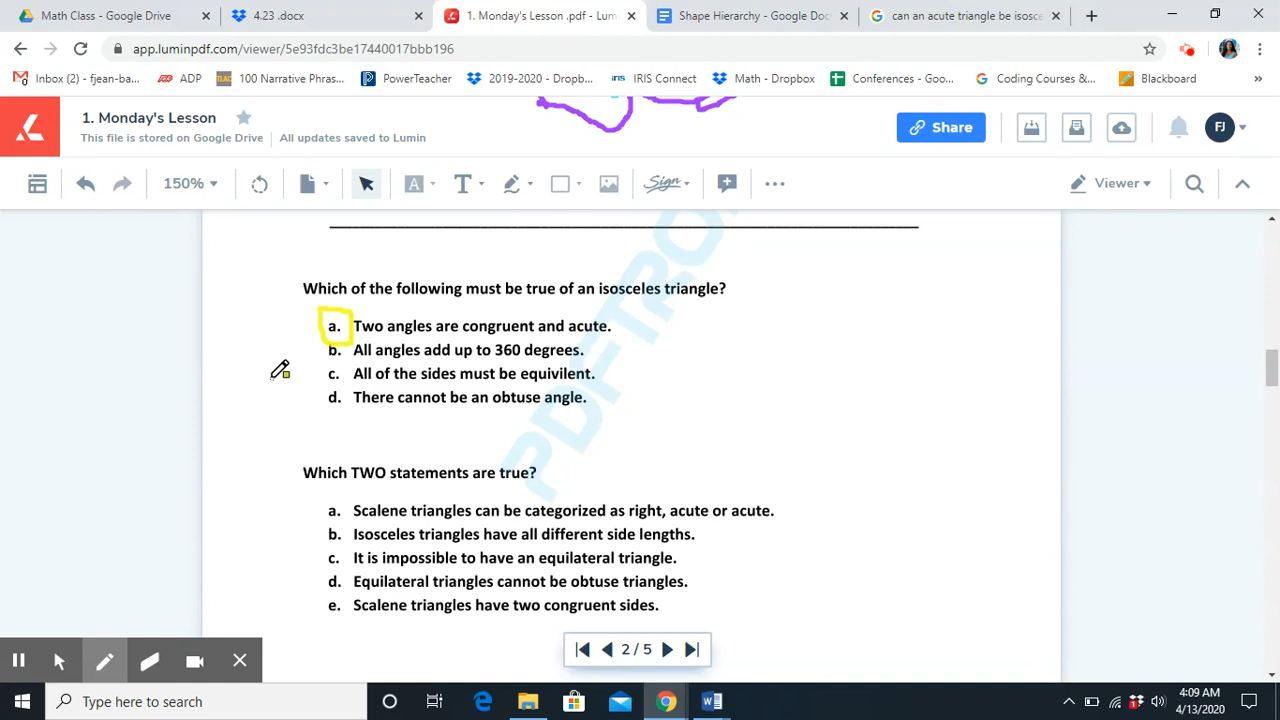 Math Class - Google Drive
4.23 .docx
1. Monday's Lesson .pdf - Lum
Shape Hierarchy - Google Doc
can an acute triangle be isosce
app.luminpdf.com/viewer/5e93fdc3be17440017bbb196
Inbox (2) - fjean-ba...
ADP
100 Narrative Phras...
PowerTeacher
2019-2020 - Dropb...
IRIS Connect
Math - Dropbox
Conferences - Goo...
Coding Courses &...
Blackboard
»
1. Monday's Lesson
This file is stored on Google Drive
All updates saved to Lumin
Share
FJ
150%
A
T
Sign
Viewer
PDFTRON
Which of the following must be true of an isosceles triangle?
a. Two angles are congruent and acute.
b. All angles add up to 360 degrees.
c. All of the sides must be equivilent.
d. There cannot be an obtuse angle.
Which TWO statements are true?
a. Scalene triangles can be categorized as right, acute or acute.
b. Isosceles triangles have all different side lengths.
c. It is impossible to have an equilateral triangle.
d. Equilateral triangles cannot be obtuse triangles.
e. Scalene triangles have two congruent sides.
2 / 5
Type here to search
4:09 AM
4/13/2020